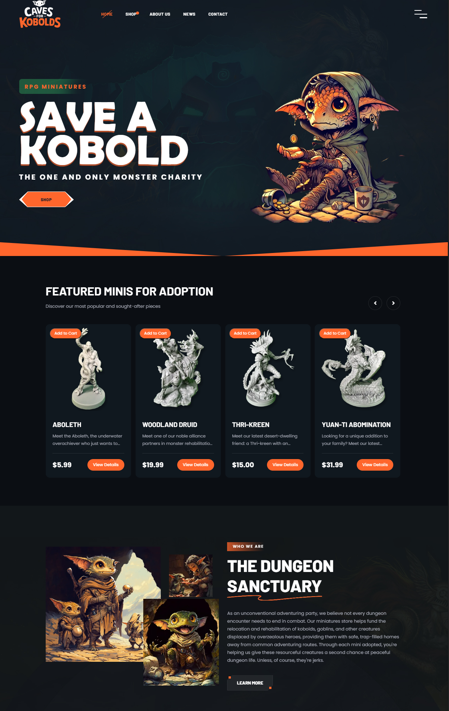 CAVES
KOBOLDS
HOME
SHOP
ABOUT US
NEWS
CONTACT
RPG MINIATURES
SAVE A
KOBOLD
THE ONE AND ONLY MONSTER CHARITY
SHOP
FEATURED MINIS FOR ADOPTION
Discover our most popular and sought-after pieces
Add to Cart
Add to Cart
Add to Cart
Add to Cart
ABOLETH
Meet the Aboleth, the underwater
overachiever who just wants to...
$5.99
View Details
WOODLAND DRUID
Meet one of our noble alliance
partners in monster rehabilitatio...
$19.99
View Details
THRI-KREEN
Meet our latest desert-dwelling
friend: a Thri-kreen with an...
$15.00
View Details
YUAN-TI ABOMINATION
Looking for a unique addition to
your family? Meet our latest...
$31.99
View Details
WHO WE ARE
THE DUNGEON
SANCTUARY
As an unconventional adventuring party, we believe not every dungeon
encounter needs to end in combat. Our miniatures store helps fund the
relocation and rehabilitation of kobolds, goblins, and other creatures
displaced by overzealous heroes, providing them with safe, trap-filled homes
away from common adventuring routes. Through each mini adopted, you're
helping us give these resourceful creatures a second chance at peaceful
dungeon life. Unless, of course, they're jerks.
LEARN MORE